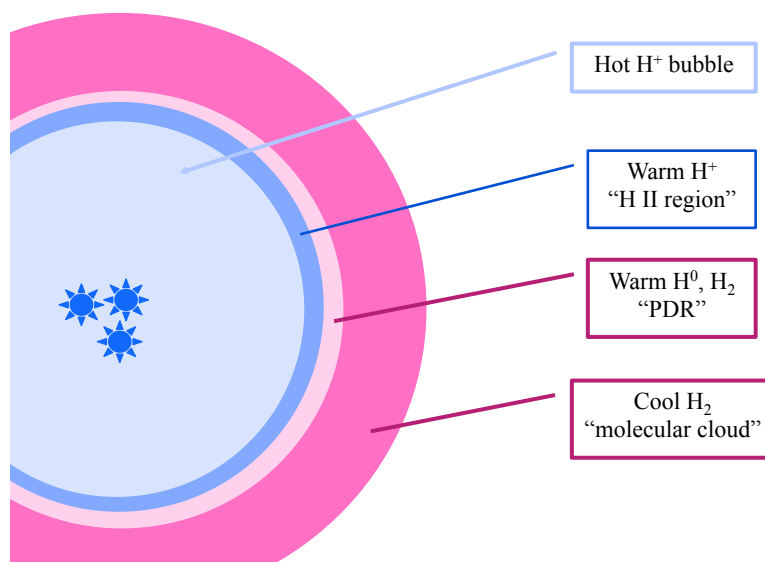 Hot H⁺ bubble
Warm H⁺
“H II region”
Warm H⁰, H₂
“PDR”
Cool H₂
“molecular cloud”